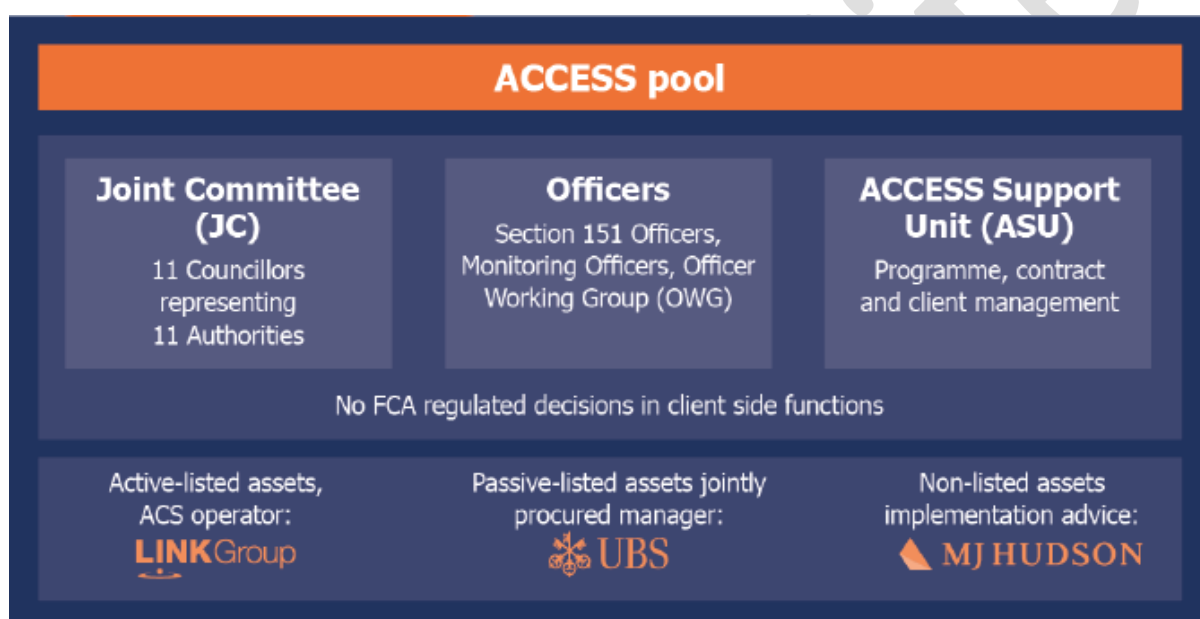 ACCESS pool
Joint Committee
(JC)
11 Councillors
representing
11 Authorities
Officers
Section 151 Officers,
Monitoring Officers, Officer
Working Group (OWG)
ACCESS Support
Unit (ASU)
Programme, contract
and client management
No FCA regulated decisions in client side functions
Active-listed assets,
ACS operator:
LINKGroup
Passive-listed assets jointly
procured manager:
UBS
Non-listed assets
implementation advice:
MJ HUDSON